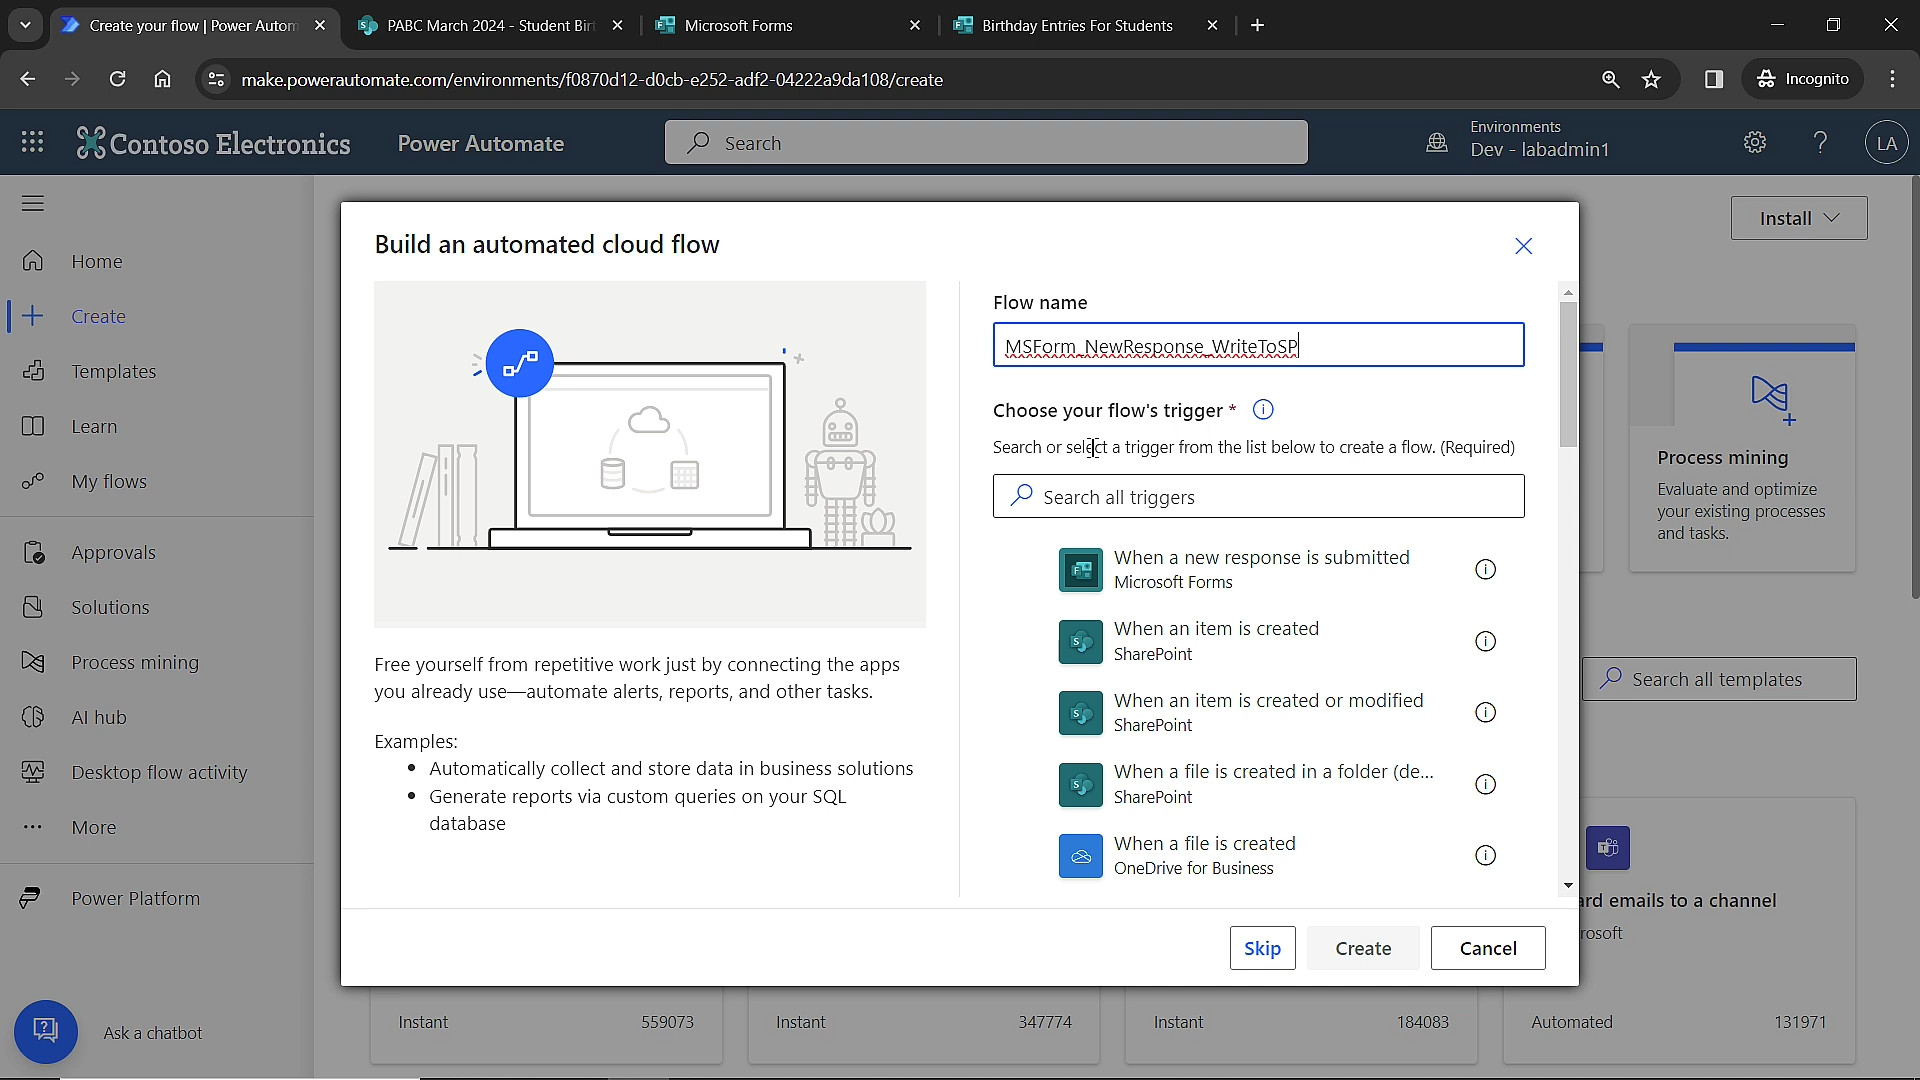 Create your flow | Power Autom
PABC March 2024 - Student Birt
Microsoft Forms
Birthday Entries For Students
make.powerautomate.com/environments/f0870d12-d0cb-e252-adf2-04222a9da108/create
Incognito
Contoso Electronics
Power Automate
Search
Environments
Dev - labadmin1
LA
Install
Home
Create
Templates
Learn
My flows
Approvals
Solutions
Process mining
AI hub
Desktop flow activity
More
Power Platform
Ask a chatbot
Build an automated cloud flow
Free yourself from repetitive work just by connecting the apps
you already use—automate alerts, reports, and other tasks.
Examples:
• Automatically collect and store data in business solutions
• Generate reports via custom queries on your SQL
database
Flow name
MSForm_NewResponse_WriteToSP
Choose your flow's trigger *
Search or select a trigger from the list below to create a flow. (Required)
Search all triggers
When a new response is submitted
Microsoft Forms
When an item is created
SharePoint
When an item is created or modified
SharePoint
When a file is created in a folder (de...
SharePoint
When a file is created
OneDrive for Business
Skip
Create
Cancel
Process mining
Evaluate and optimize
your existing processes
and tasks.
Search all templates
ard emails to a channel
rosoft
Instant
559073
Instant
347774
Instant
184083
Automated
131971